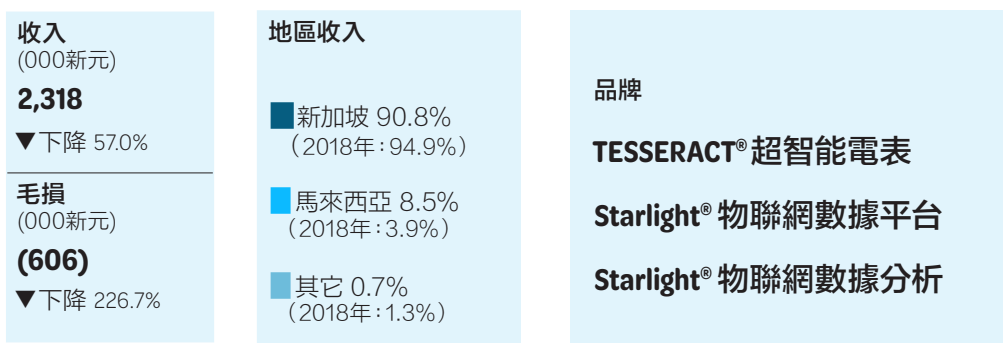 收入
(000新元)
2,318
▼下降 57.0%
毛損
(000新元)
(606)
▼下降 226.7%
地區收入
新加坡 90.8%
（2018年：94.9%）
馬來西亞 8.5%
（2018年：3.9%）
其它 0.7%
（2018年：1.3%）
品牌
TESSERACT® 超智能電表
Starlight® 物聯網數據平台
Starlight® 物聯網數據分析